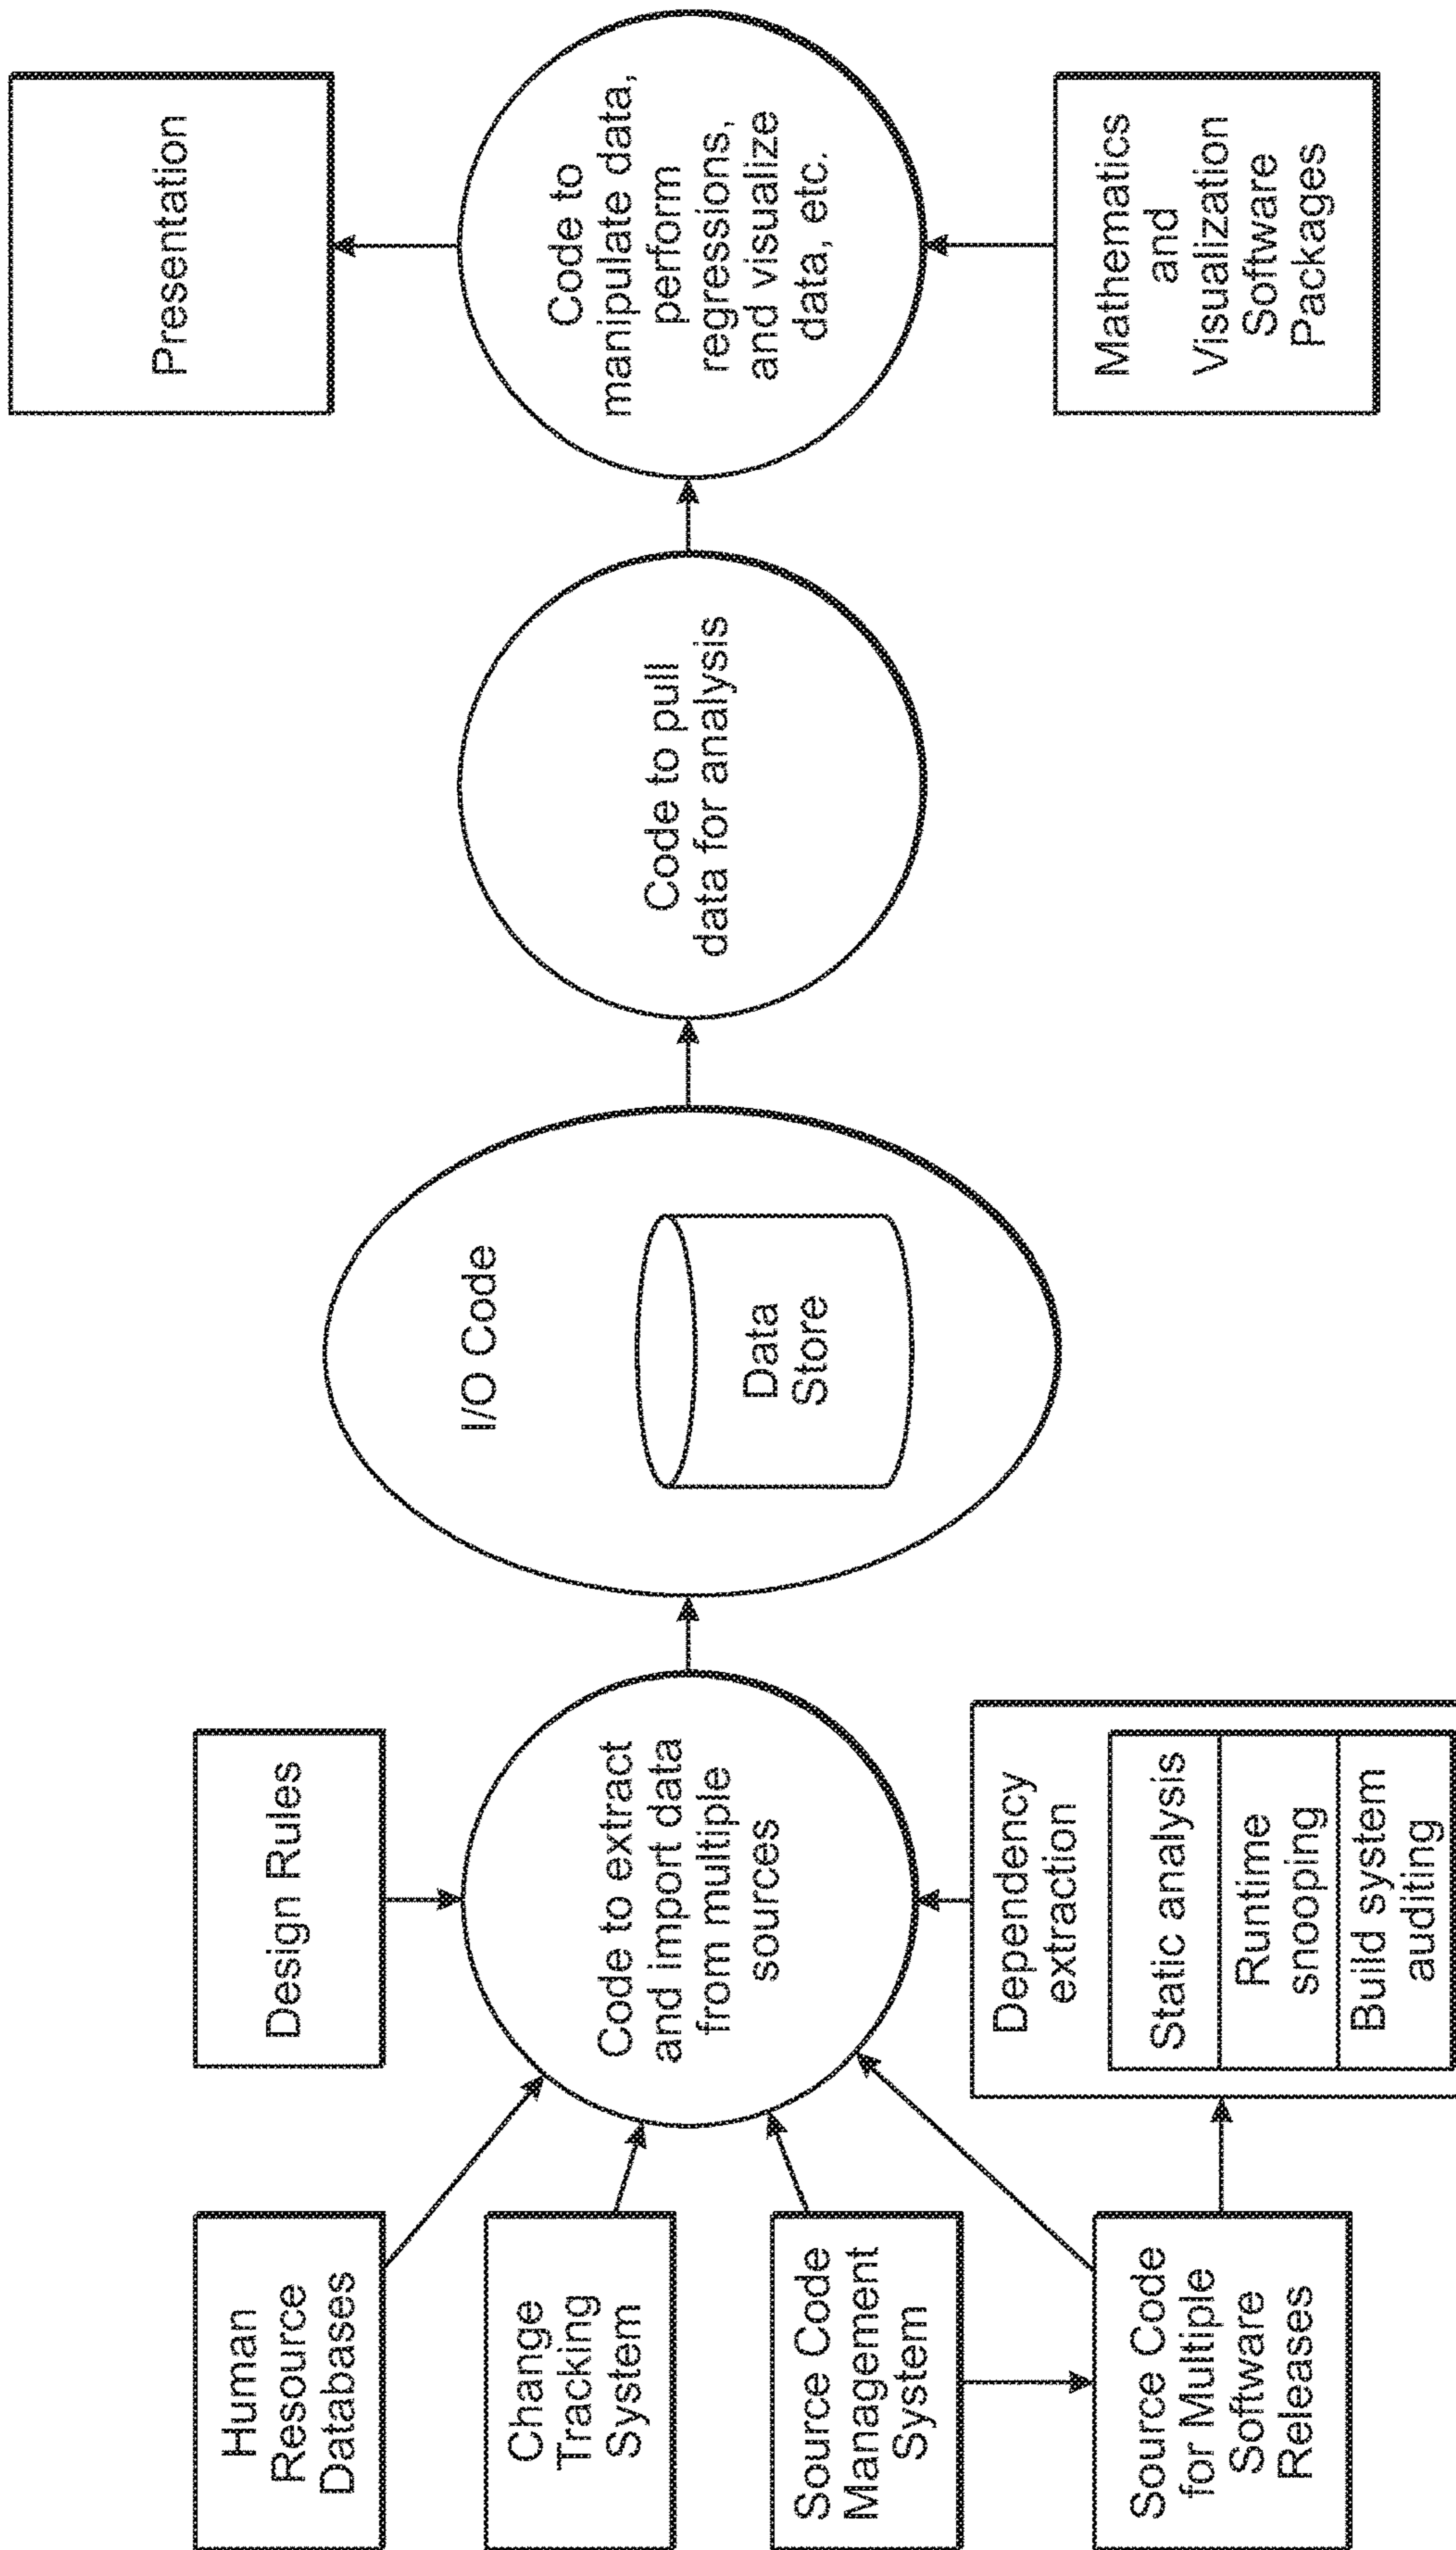 Human
Resource
Databases
Change
Tracking
System
Source Code
Management
System
Source Code
for Multiple
Software
Releases
Design Rules
Code to extract
and import data
from multiple
sources
Dependency
extraction
Static analysis
Runtime
snooping
Build system
auditing
I/O Code
Data
Store
Code to pull
data for analysis
Presentation
Code to
manipulate data,
perform
regressions,
and visualize
data, etc.
Mathematics
and
Visualization
Software
Packages